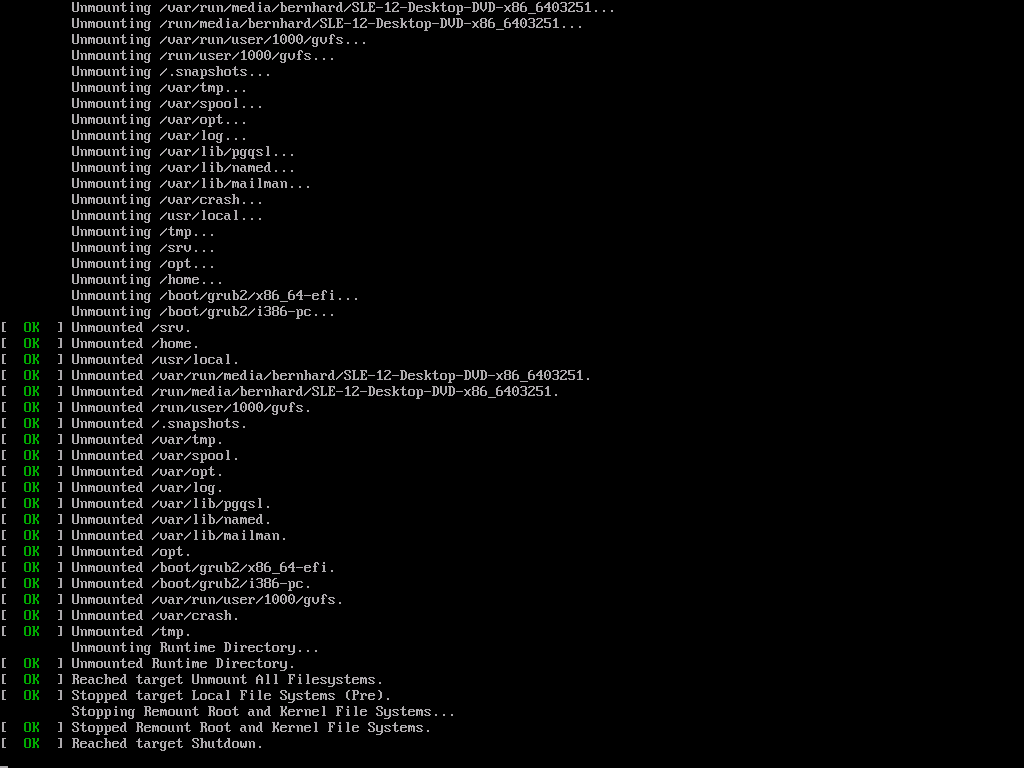 Unmounting /var/run/media/bernhard/SLE-12-Desktop-DVD-x86_6403251...
Unmounting /run/media/bernhard/SLE-12-Desktop-DVD-x86_6403251...
Unmounting /var/run/user/1000/gvfs...
Unmounting /run/user/1000/gvfs...
Unmounting /.snapshots...
Unmounting /var/tmp...
Unmounting /var/spool...
Unmounting /var/opt...
Unmounting /var/log...
Unmounting /var/lib/pgqsl...
Unmounting /var/lib/named...
Unmounting /var/lib/mailman...
Unmounting /var/crash...
Unmounting /usr/local...
Unmounting /tmp...
Unmounting /srv...
Unmounting /opt...
Unmounting /home...
Unmounting /boot/grub2/x86_64-efi...
Unmounting /boot/grub2/i386-pc...
[  OK  ] Unmounted /srv.
[  OK  ] Unmounted /home.
[  OK  ] Unmounted /usr/local.
[  OK  ] Unmounted /var/run/media/bernhard/SLE-12-Desktop-DVD-x86_6403251.
[  OK  ] Unmounted /run/media/bernhard/SLE-12-Desktop-DVD-x86_6403251.
[  OK  ] Unmounted /run/user/1000/gvfs.
[  OK  ] Unmounted /.snapshots.
[  OK  ] Unmounted /var/tmp.
[  OK  ] Unmounted /var/spool.
[  OK  ] Unmounted /var/opt.
[  OK  ] Unmounted /var/log.
[  OK  ] Unmounted /var/lib/pgqsl.
[  OK  ] Unmounted /var/lib/named.
[  OK  ] Unmounted /var/lib/mailman.
[  OK  ] Unmounted /opt.
[  OK  ] Unmounted /boot/grub2/x86_64-efi.
[  OK  ] Unmounted /boot/grub2/i386-pc.
[  OK  ] Unmounted /var/run/user/1000/gvfs.
[  OK  ] Unmounted /var/crash.
[  OK  ] Unmounted /tmp.
Unmounting Runtime Directory...
[  OK  ] Unmounted Runtime Directory.
[  OK  ] Reached target Unmount All Filesystems.
[  OK  ] Stopped target Local File Systems (Pre).
Stopping Remount Root and Kernel File Systems...
[  OK  ] Stopped Remount Root and Kernel File Systems.
[  OK  ] Reached target Shutdown.